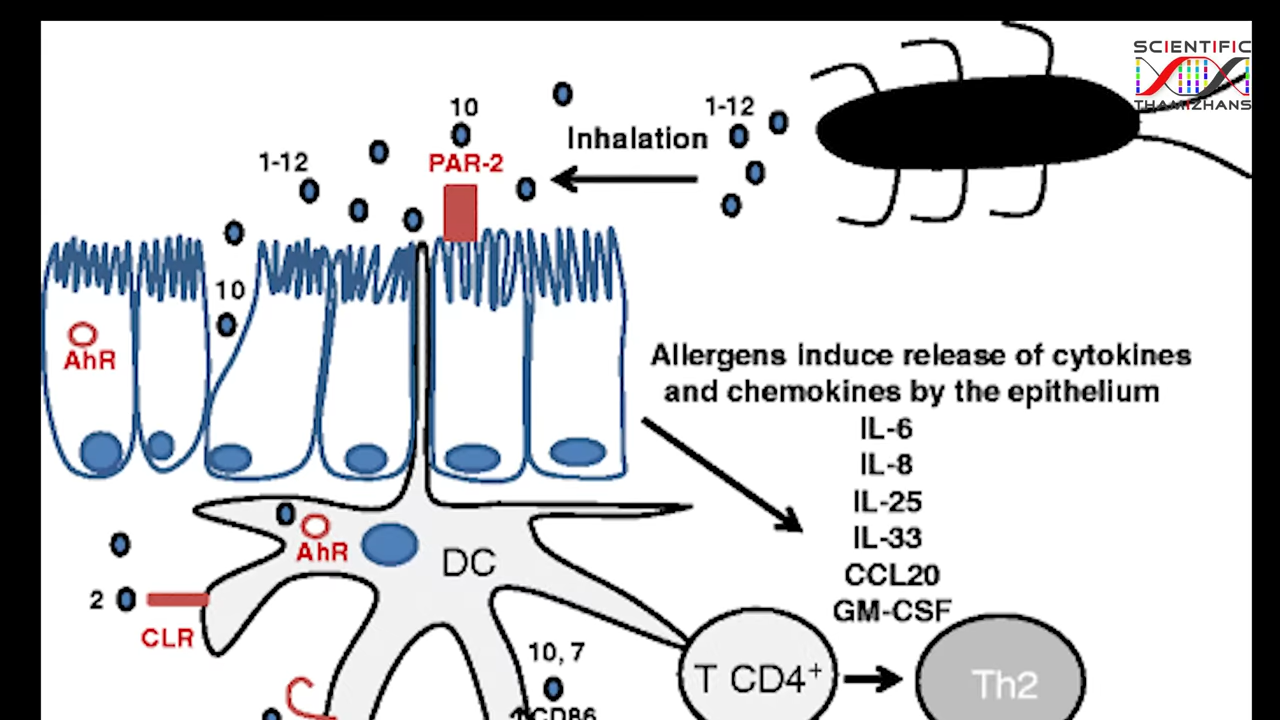 SCIENTIFIC
THAMIZHANS
10
1-12
Inhalation
PAR-2
1-12
10
AhR
Allergens induce release of cytokines
and chemokines by the epithelium
IL-6
IL-8
IL-25
IL-33
CCL20
GM-CSF
AhR
DC
2
CLR
10, 7
CD86
T CD4⁺
Th2